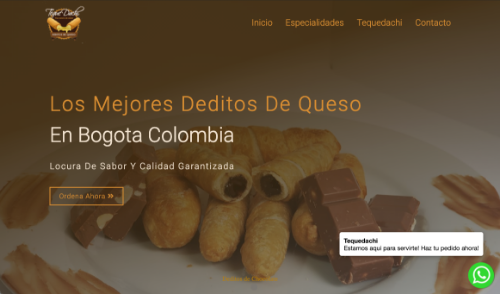 Teque Dachi
Inicio Especialidades Tequedachi Contacto
Los Mejores Deditos De Queso
En Bogota Colombia
Locura De Sabor Y Calidad Garantizada
Ordena Ahora »
Tequedachi
Estamos aqui para servirte! Haz tu pedido ahora!